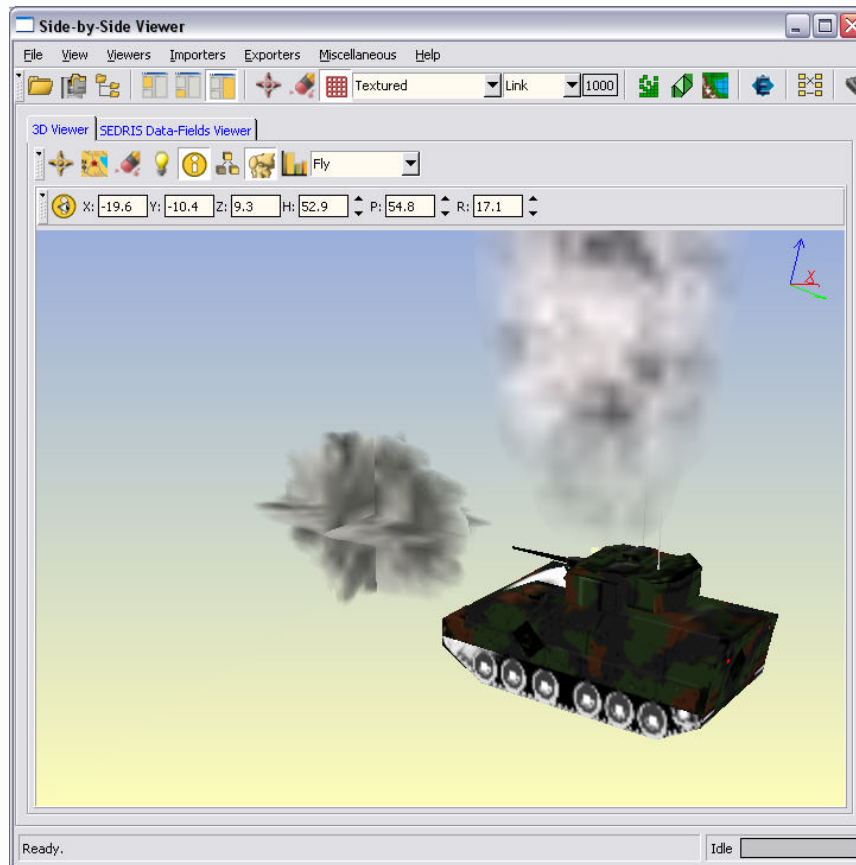 Side-by-Side Viewer
File View Viewers Importers Exporters Miscellaneous Help
Textured Link 1000
3D Viewer SEDRIS Data-Fields Viewer
Fly
X: -19.6 Y: -10.4 Z: 9.3 H: 52.9 P: 54.8 R: 17.1
X
Ready. Idle